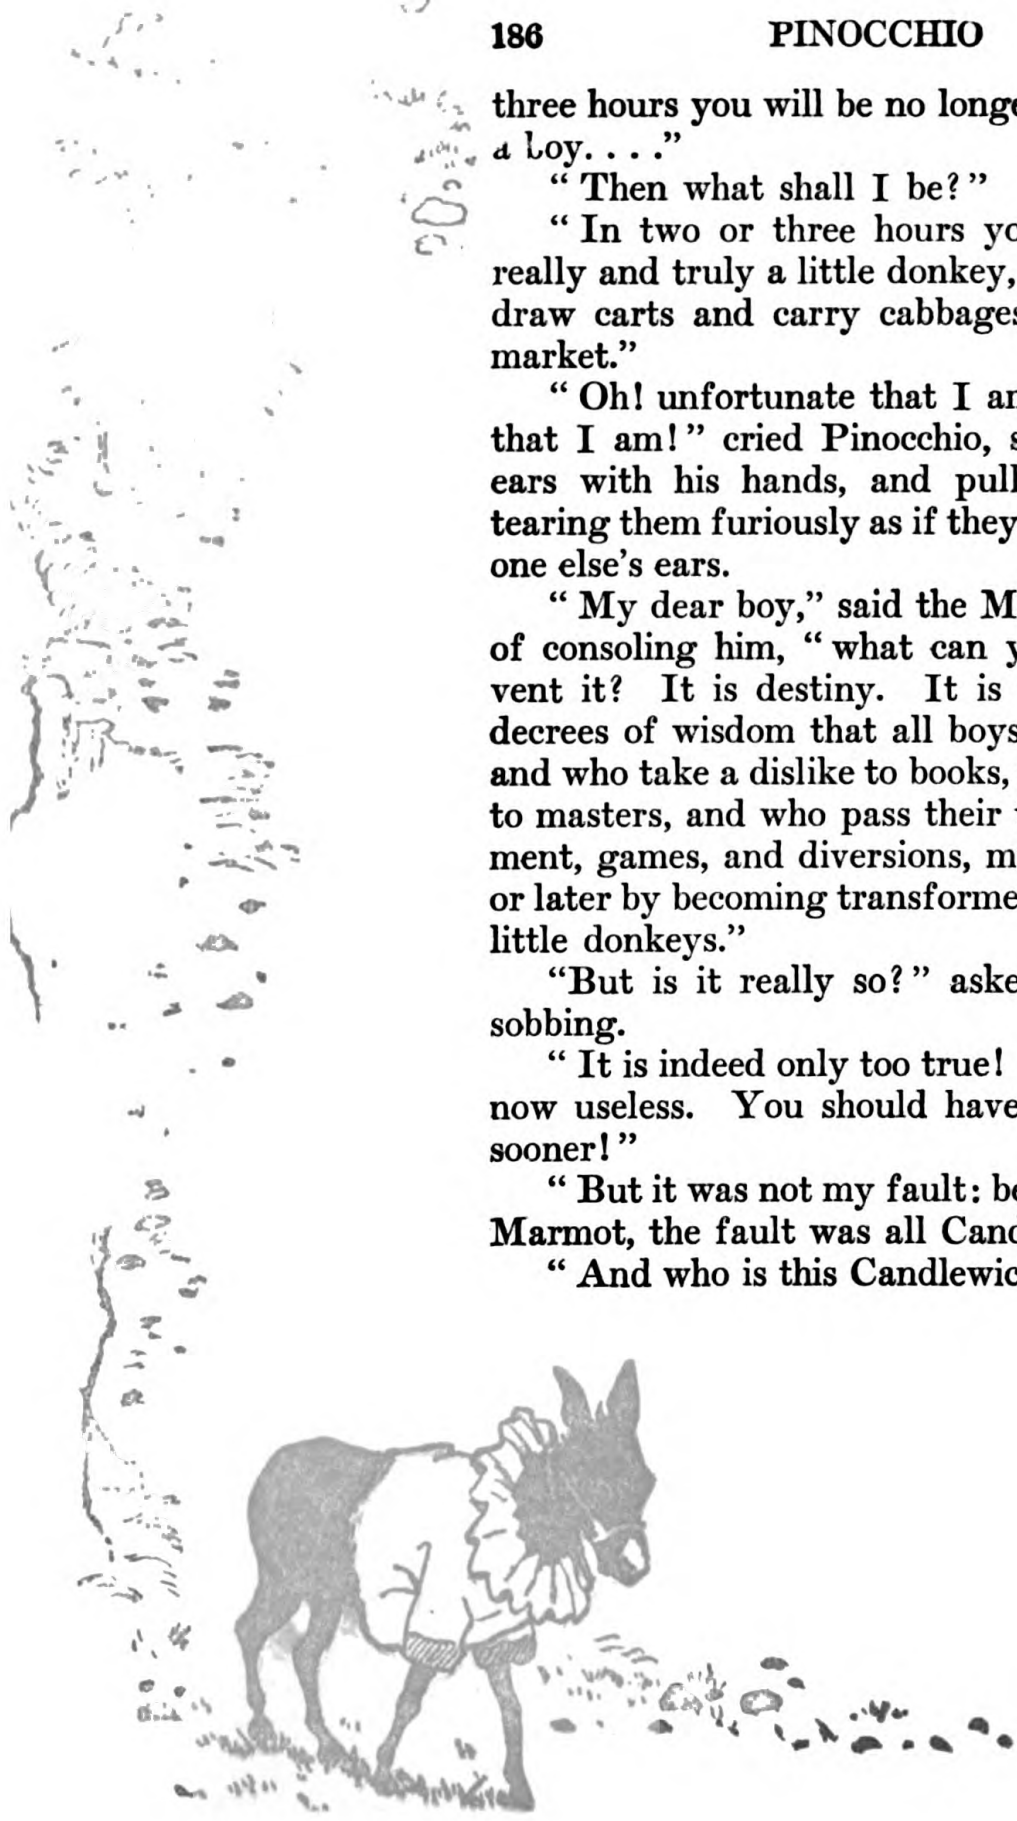 186 PINOCCHIO
three hours you will be no longe
a boy. . . .”
“ Then what shall I be? ”
“ In two or three hours yo
really and truly a little donkey,
draw carts and carry cabbages
market.”
“ Oh! unfortunate that I am
that I am! ” cried Pinocchio, s
ears with his hands, and pull
tearing them furiously as if they
one else’s ears.
“ My dear boy,” said the M
of consoling him, “ what can y
vent it? It is destiny. It is
decrees of wisdom that all boys
and who take a dislike to books,
to masters, and who pass their
ment, games, and diversions, m
or later by becoming transforme
little donkeys.”
“But is it really so? ” aske
sobbing.
“ It is indeed only too true!
now useless. You should have
sooner! ”
“ But it was not my fault: be
Marmot, the fault was all Cand
“ And who is this Candlewic